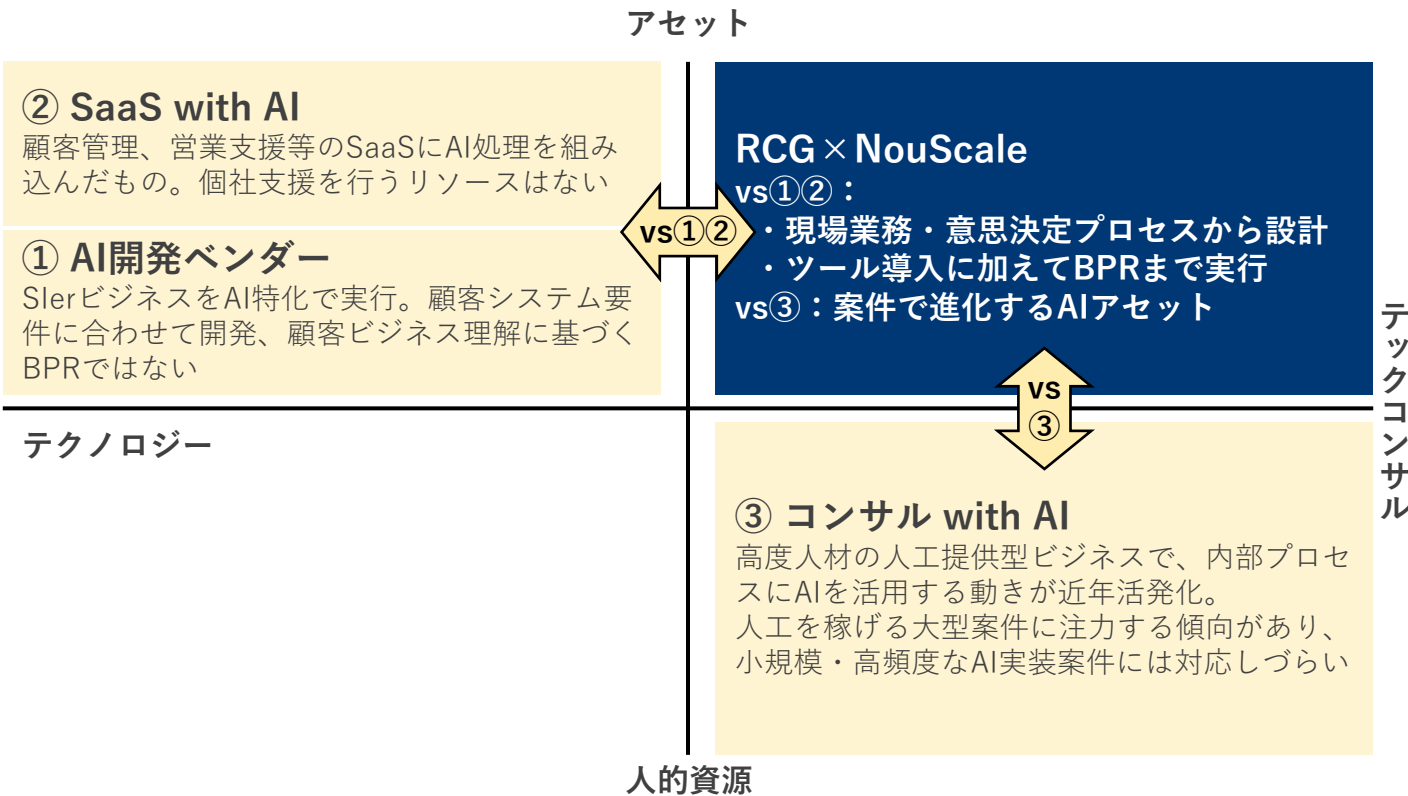 アセット
② SaaS with AI
顧客管理、営業支援等のSaaSにAI処理を組み
込んだもの。個社支援を行うリソースはない
① AI開発ベンダー
SIerビジネスをAI特化で実行。顧客システム要
件に合わせて開発、顧客ビジネス理解に基づく
BPRではない
vs①②
RCG×NouScale
vs①②：
・現場業務・意思決定プロセスから設計
・ツール導入に加えてBPRまで実行
vs③：案件で進化するAIアセット
vs
③
テクノロジー
テックコンサル
③ コンサル with AI
高度人材の人工提供型ビジネスで、内部プロセ
スにAIを活用する動きが近年活発化。
人工を稼げる大型案件に注力する傾向があり、
小規模・高頻度なAI実装案件には対応しづらい
人的資源